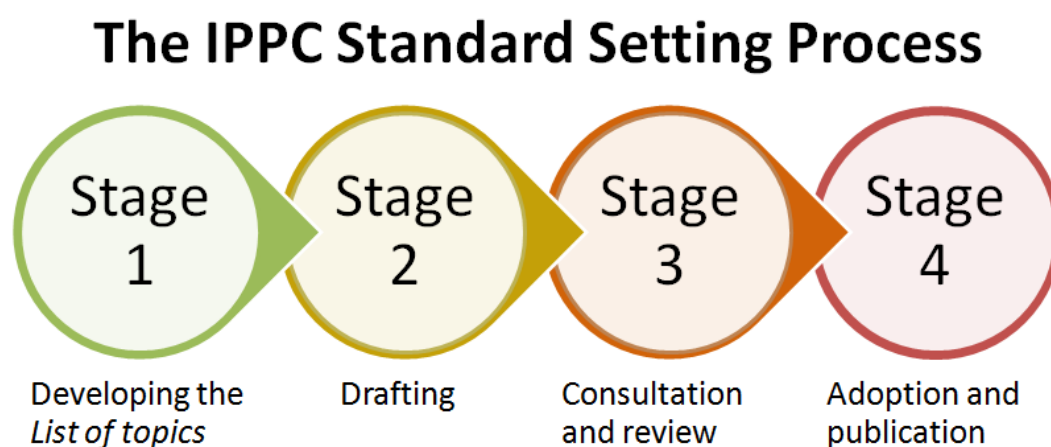 The IPPC Standard Setting Process
Stage
1
Stage
2
Stage
3
Stage
4
Developing the
List of topics
Drafting
Consultation
and review
Adoption and
publication